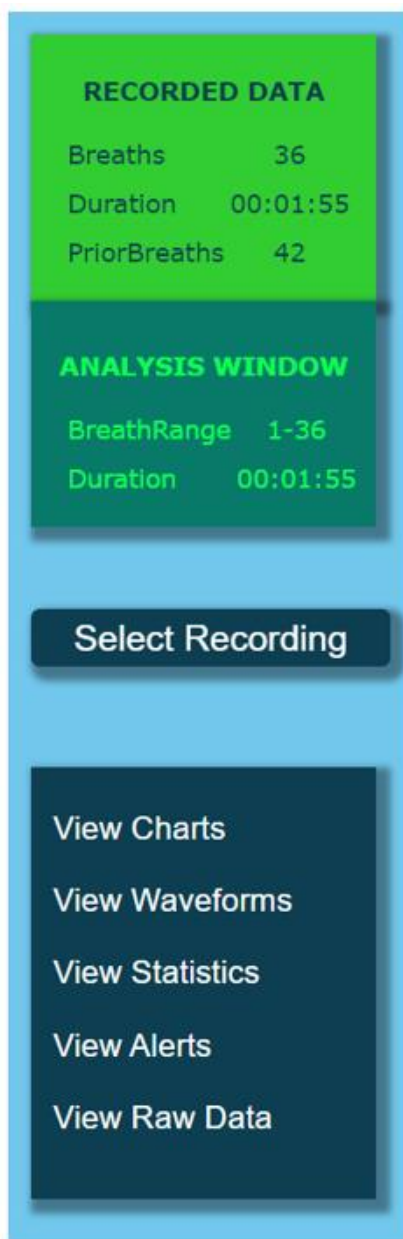 RECORDED DATA
Breaths 36
Duration 00:01:55
PriorBreaths 42
ANALYSIS WINDOW
BreathRange 1-36
Duration 00:01:55
Select Recording
View Charts
View Waveforms
View Statistics
View Alerts
View Raw Data